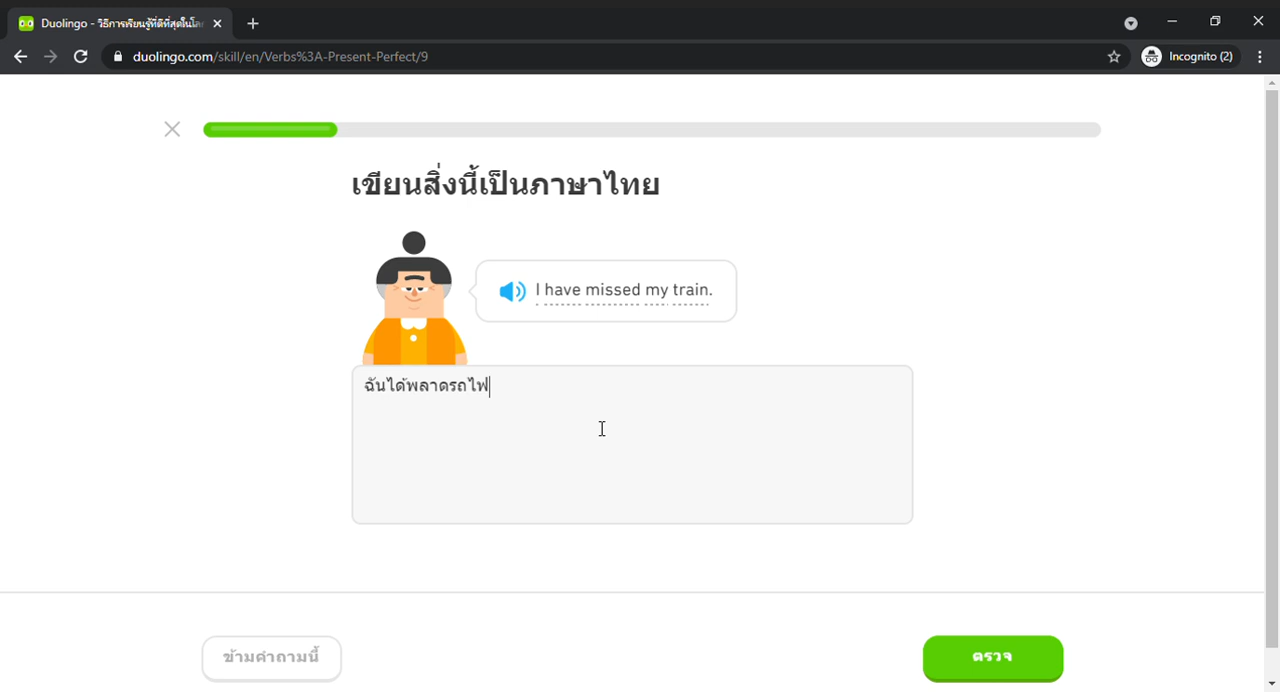 Duolingo - วิธีการเรียนรู้ที่ดีที่สุดในโล
duolingo.com/skill/en/Verbs%3A-Present-Perfect/9
Incognito (2)
เขียนสิ่งนี้เป็นภาษาไทย
I have missed my train.
ฉันได้พลาดรถไฟ
ข้ามคำถามนี้
ตรวจ